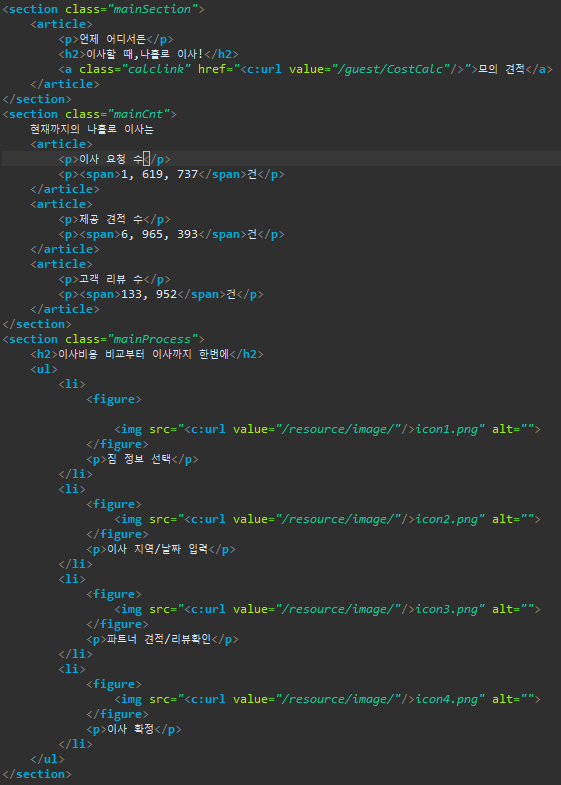 <section class="mainSection">
<article>
<p>언제 어디서든</p>
<h2>이사할 때,나홀로 이사!</h2>
<a class="calclink" href="<c:url value="/guest/CostCalc"/>">모의 견적</a>
</article>
</section>
<section class="mainCnt">
현재까지의 나홀로 이사는
<article>
<p>이사 요청 수</p>
<p><span>1, 619, 737</span>건</p>
</article>
<article>
<p>제공 견적 수</p>
<p><span>6, 965, 393</span>건</p>
</article>
<article>
<p>고객 리뷰 수</p>
<p><span>133, 952</span>건</p>
</article>
</section>
<section class="mainProcess">
<h2>이사비용 비교부터 이사까지 한번에</h2>
<ul>
<li>
<figure>
<img src="<c:url value="/resource/image/"/>icon1.png" alt="">
</figure>
<p>짐 정보 선택</p>
</li>
<li>
<figure>
<img src="<c:url value="/resource/image/"/>icon2.png" alt="">
</figure>
<p>이사 지역/날짜 입력</p>
</li>
<li>
<figure>
<img src="<c:url value="/resource/image/"/>icon3.png" alt="">
</figure>
<p>파트너 견적/리뷰확인</p>
</li>
<li>
<figure>
<img src="<c:url value="/resource/image/"/>icon4.png" alt="">
</figure>
<p>이사 확정</p>
</li>
</ul>
</section>